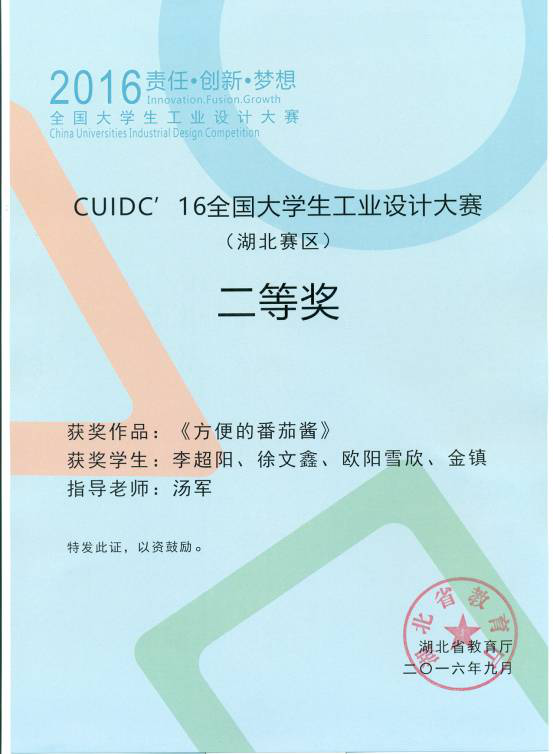 2016责任•创新•梦想
Innovation.Fusion.Growth
全国大学生工业设计大赛
China Universities Industrial Design Competition
CUIDC' 16全国大学生工业设计大赛
（湖北赛区）
二等奖
获奖作品：《方便的番茄酱》
获奖学生：李超阳、徐文鑫、欧阳雪欣、金镇
指导老师：汤军
特发此证，以资鼓励。
湖北省教育厅
湖北省教育厅
二〇一六年九月